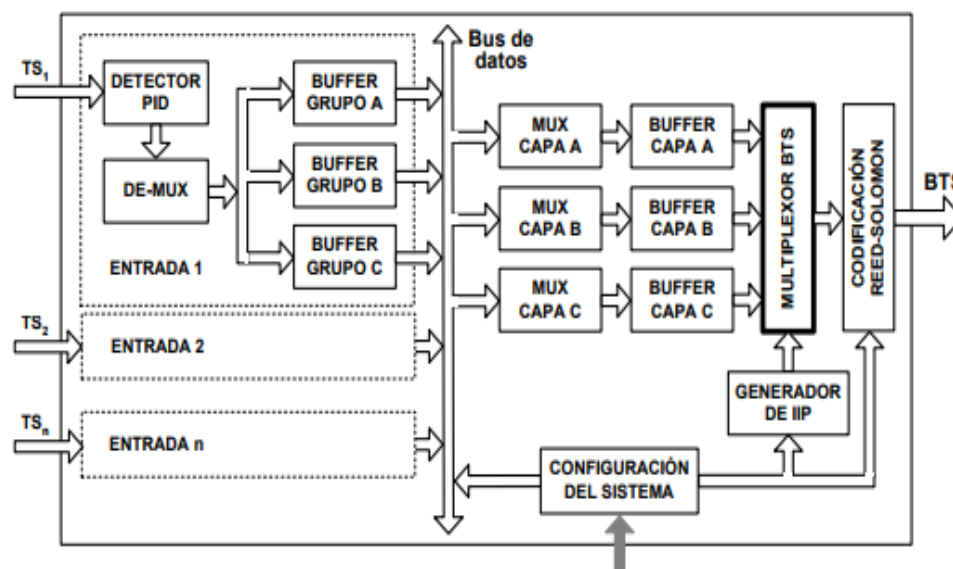 TS1
DETECTOR
PID
DE-MUX
ENTRADA 1
BUFFER
GRUPO A
BUFFER
GRUPO B
BUFFER
GRUPO C
TS2
ENTRADA 2
TSn
ENTRADA n
Bus de
datos
MUX
CAPA A
BUFFER
CAPA A
MUX
CAPA B
BUFFER
CAPA B
MUX
CAPA C
BUFFER
CAPA C
MULTIPLEXOR BTS
CODIFICACIÓN
REED-SOLOMON
BTS
GENERADOR
DE IIP
CONFIGURACIÓN
DEL SISTEMA